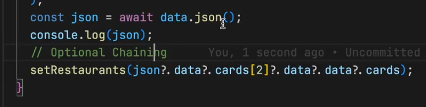 );
const json = await data.json();
console.log(json);
// Optional Chaining You, 1 second ago • Uncommitted
setRestaurants(json?.data?.cards[2]?.data?.data?.cards);
}